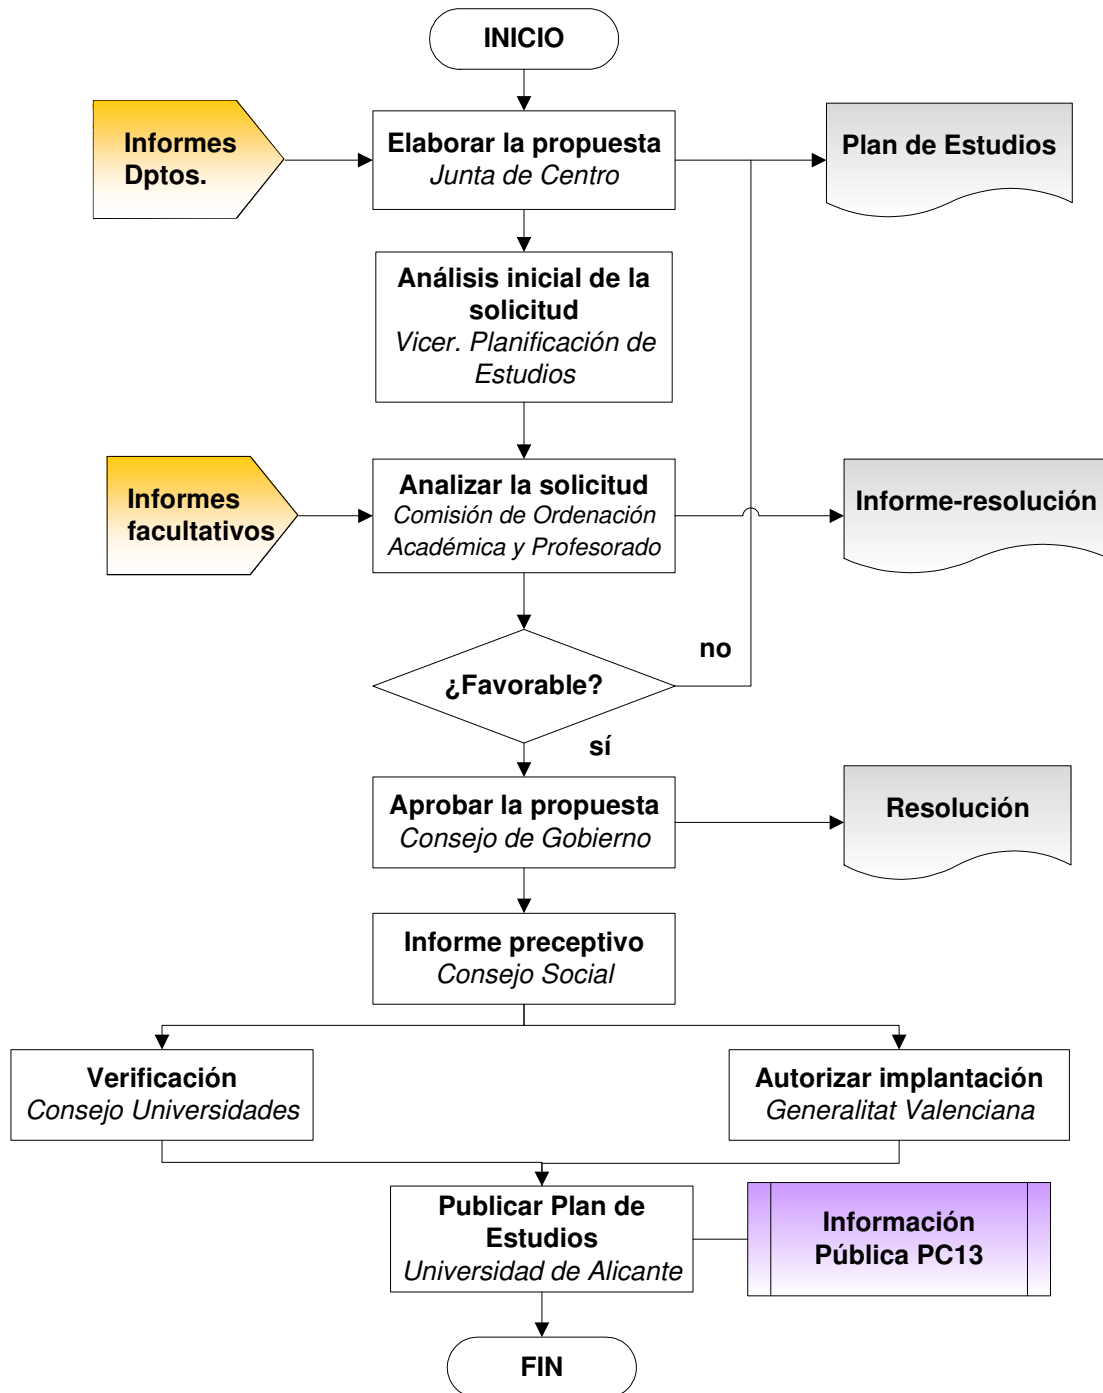 INICIO
Informes
Dptos.
Elaborar la propuesta
Junta de Centro
Plan de Estudios
Análisis inicial de la
solicitud
Vicer. Planificación de
Estudios
Informes
facultativos
Analizar la solicitud
Comisión de Ordenación
Académica y Profesorado
Informe-resolución
¿Favorable?
no
sí
Aprobar la propuesta
Consejo de Gobierno
Resolución
Informe preceptivo
Consejo Social
Verificación
Consejo Universidades
Autorizar implantación
Generalitat Valenciana
Publicar Plan de
Estudios
Universidad de Alicante
Información
Pública PC13
FIN